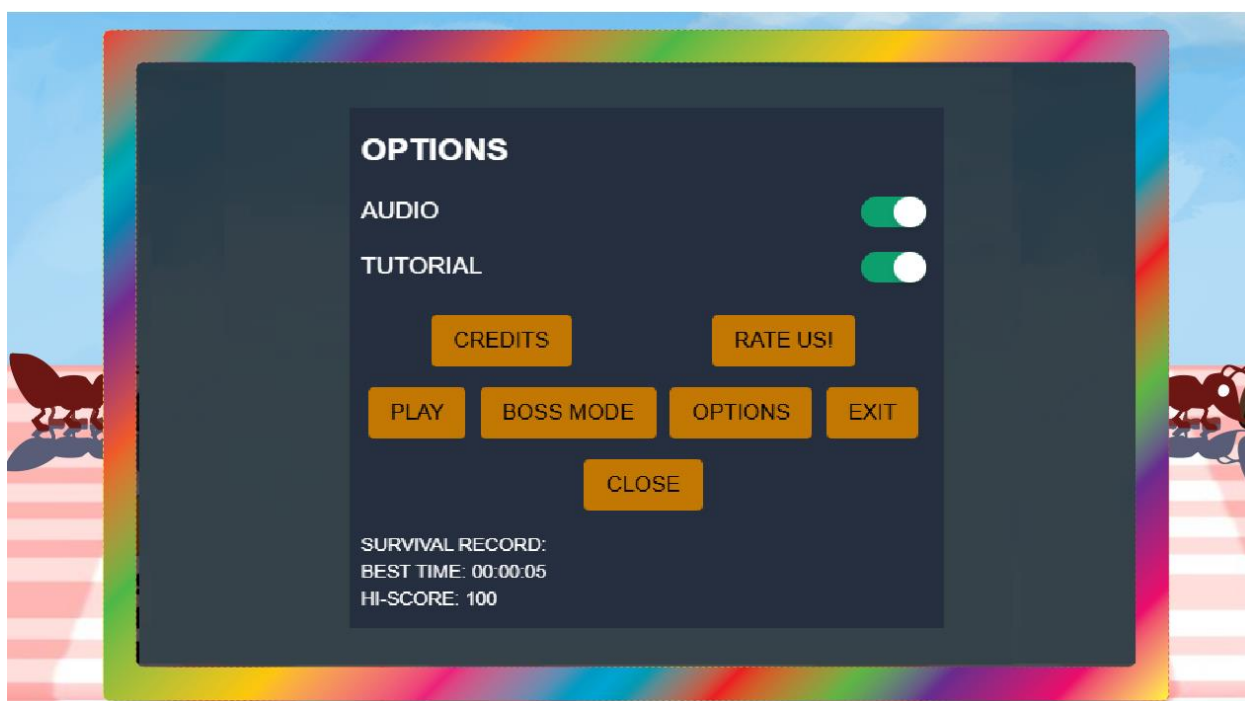 OPTIONS
AUDIO
TUTORIAL
CREDITS RATE US!
PLAY BOSS MODE OPTIONS EXIT
CLOSE
SURVIVAL RECORD:
BEST TIME: 00:00:05
HI-SCORE: 100